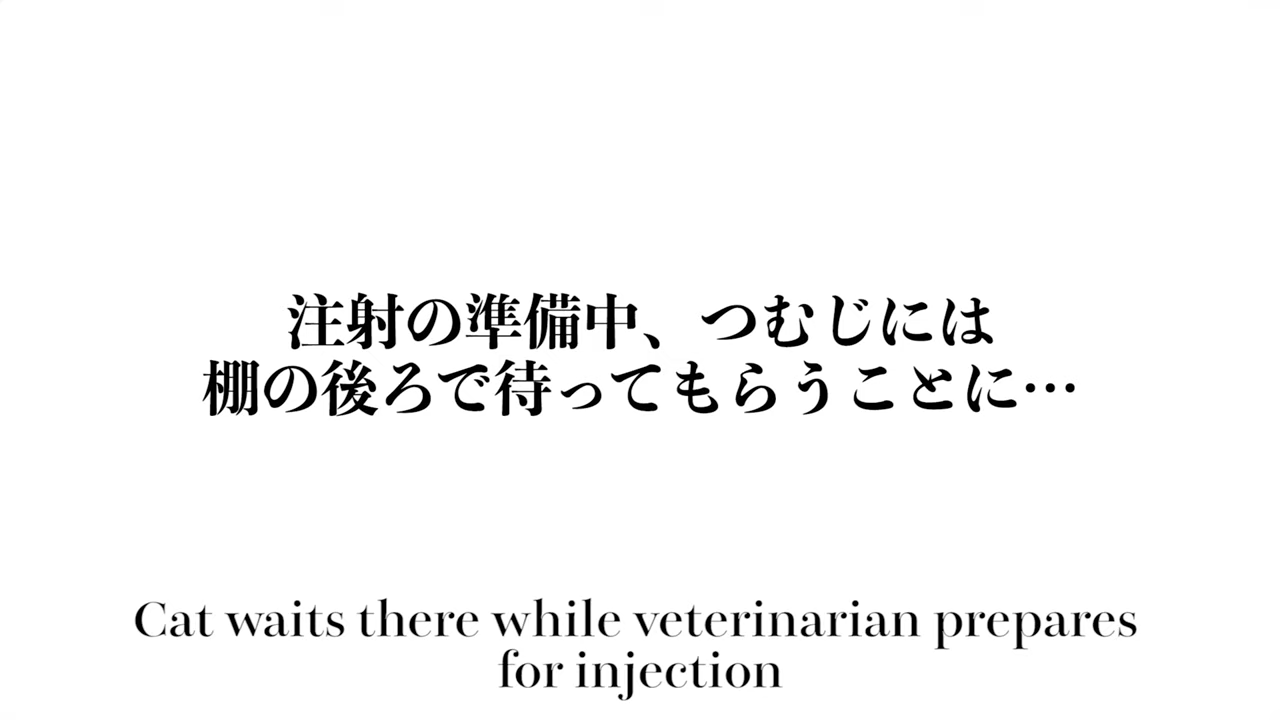 注射の準備中、つむじには
棚の後ろで待ってもらうことに…
Cat waits there while veterinarian prepares
for injection